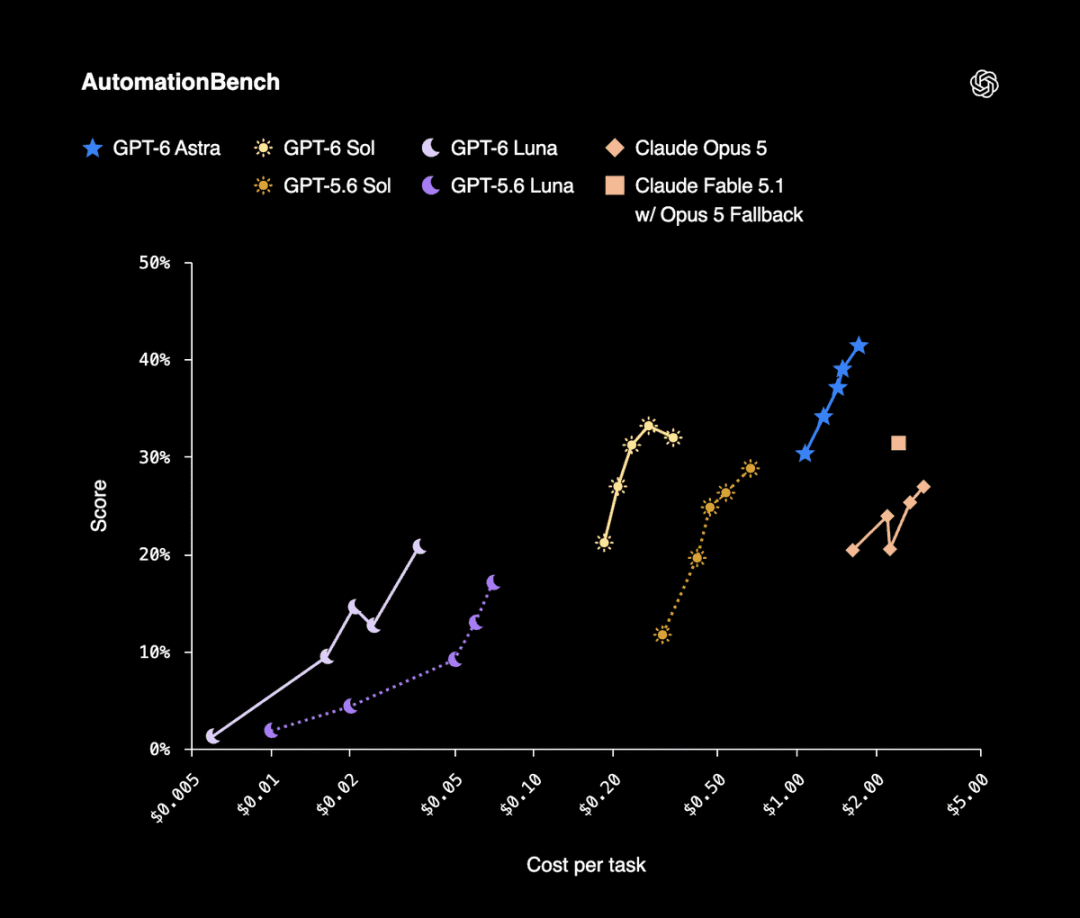 AutomationBench
GPT-6 Astra
GPT-6 Sol
GPT-6 Luna
Claude Opus 5
GPT-5.6 Sol
GPT-5.6 Luna
Claude Fable 5.1
w/ Opus 5 Fallback
50%
40%
30%
20%
10%
0%
Score
$0.005
$0.01
$0.02
$0.05
$0.10
$0.20
$0.50
$1.00
$2.00
$5.00
Cost per task